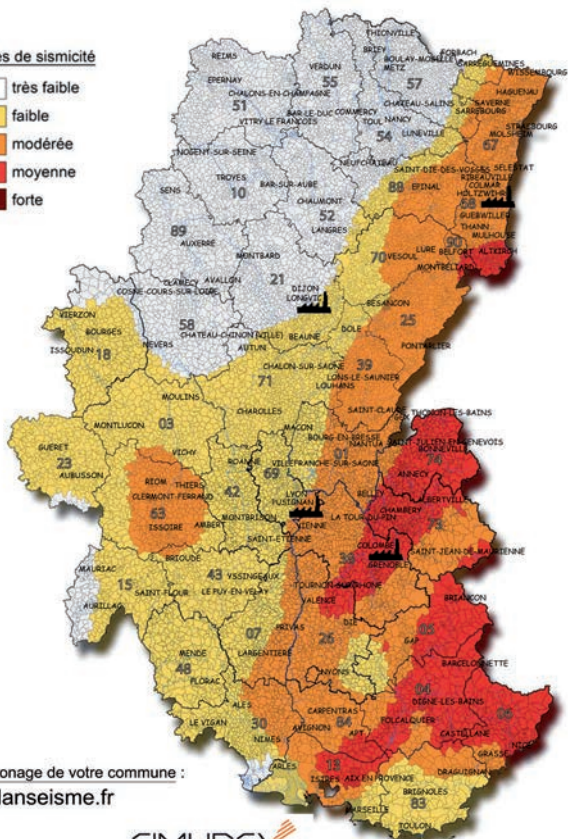 es de sismicité
très faible
faible
modérée
moyenne
forte
THIONVILLE
REIMS
VERDUN
BRIEY
FORBACH
BOULAY-MOSELLE
SARREGUEMINES
METZ
WISSEMBOURG
EPERNAY
55
57
CHALONS-EN-CHAMPAGNE
HAGUENAU
51
CHATEAU-SALINS
SAVERNE
BAR-LE-DUC
COMMERCY
SARREBOURG
STRASBOURG
VITRY LE FRANCOIS
TOUL
NANCY
67
MOLSHEIM
54
LUNEVILLE
NOGENT-SUR-SEINE
NEUFCHATEAU
SAINT-DIE-DES-VOSGES
SELESTAT
TROYES
88
EPINAL
RIBEAUVILLE
SENS
10
BAR-SUR-AUBE
COLMAR
CHAUMONT
68
HOLTZWIHR
52
GUEBWILLER
89
LANGRES
THANN
AUXERRE
70
LURE
90
MULHOUSE
VESOUL
BELFORT
ALTKIRCH
MONTBARD
MONTBELIARD
CLAMECY
AVALLON
21
COSNE-COURS-SUR-LOIRE
DIJON
LONGVIC
BESANCON
VIERZON
58
CHATEAU-CHINON(VILLE)
DOLE
25
BOURGES
BEAUNE
PONTARLIER
ISSOUDUN
NEVERS
AUTUN
18
CHALON-SUR-SAONE
39
71
LONS-LE-SAUNIER
MOULINS
LOUHANS
CHAROLLES
SAINT-CLAUDE
THONON-LES-BAINS
MONTLUCON
03
MACON
BOURG-EN-BRESSE
SAINT-JULIEN-EN-GENEVOIS
GUERET
VICHY
NANTUA
BONNEVILLE
23
ROANNE
01
74
AUBUSSON
RIOM
THIERS
69
VILLEFRANCHE-SUR-SAONE
ANNECY
CLERMONT-FERRAND
42
LYON
BELLEY
ALBERTVILLE
63
PUSIGNAN
CHAMBERY
ISSOIRE
MONTBRISON
VIENNE
LA TOUR-DU-PIN
73
AMBERT
SAINT-ETIENNE
COLOMBE
38
SAINT-JEAN-DE-MAURIENNE
MAURIAC
BRIOUDE
GRENOBLE
15
43
YSSINGEAUX
TOURNON-SUR-RHONE
SAINT-FLOUR
LE PUY-EN-VELAY
VALENCE
BRIANCON
AURILLAC
07
DIE
05
PRIVAS
26
GAP
MENDE
LARGENTIERE
BARCELONNETTE
48
NYONS
FLORAC
04
ALES
CARPENTRAS
DIGNE-LES-BAINS
06
LE VIGAN
30
84
FORCALQUIER
AVIGNON
CASTELLANE
NIMES
APT
NICE
GRASSE
ARLES
13
DRAGUIGNAN
ISTRES
AIX EN PROVENCE
BRIGNOLES
83
MARSEILLE
TOULON
onage de votre commune :
lanseisme.fr